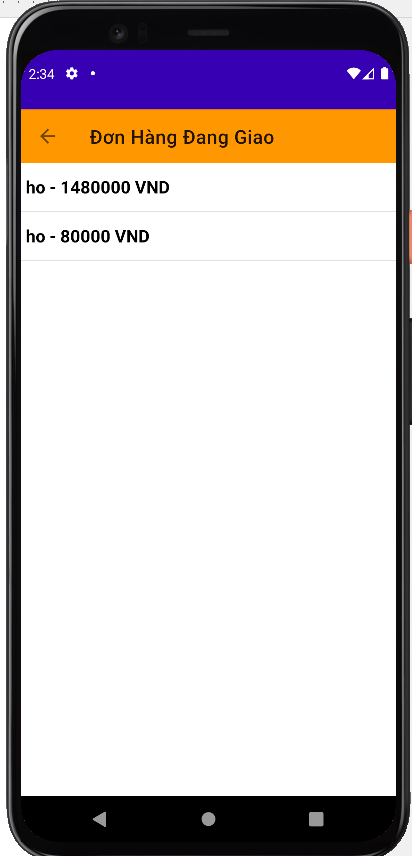 2:34
Đơn Hàng Đang Giao
ho - 1480000 VND
ho - 80000 VND